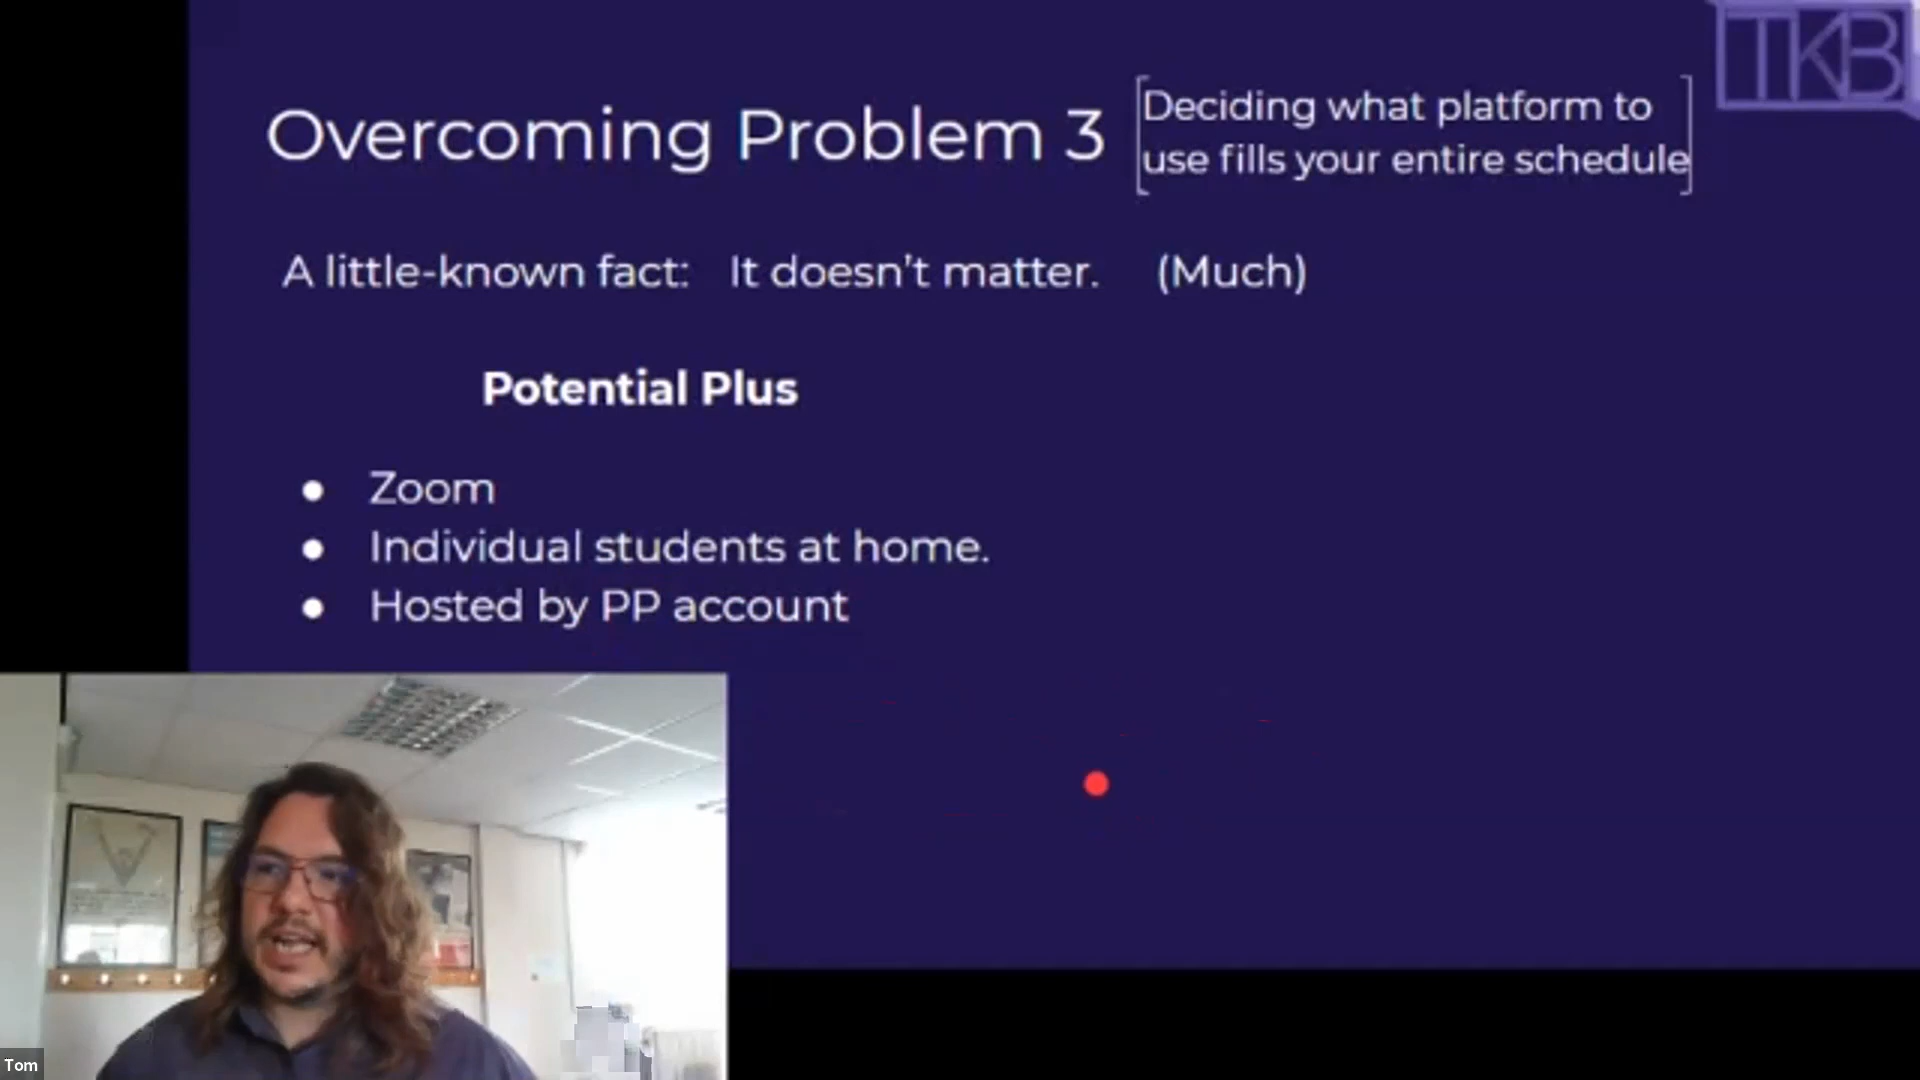 TKB
Overcoming Problem 3
Deciding what platform to
use fills your entire schedule
A little-known fact: It doesn't matter. (Much)
Potential Plus
● Zoom
● Individual students at home.
● Hosted by PP account
Tom